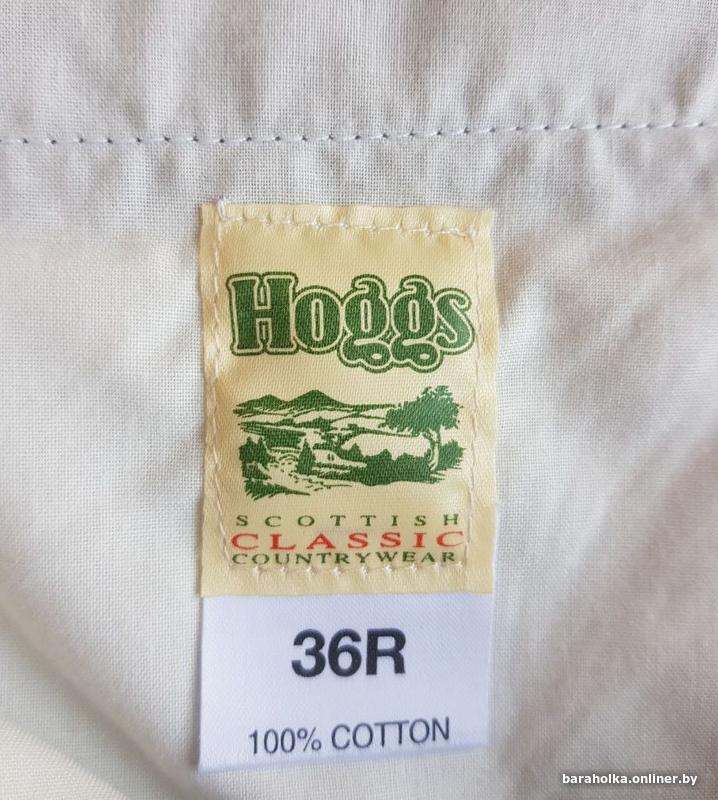 Hoggs
SCOTTISH
CLASSIC
COUNTRYWEAR
36R
100% COTTON
baraholka.onliner.by